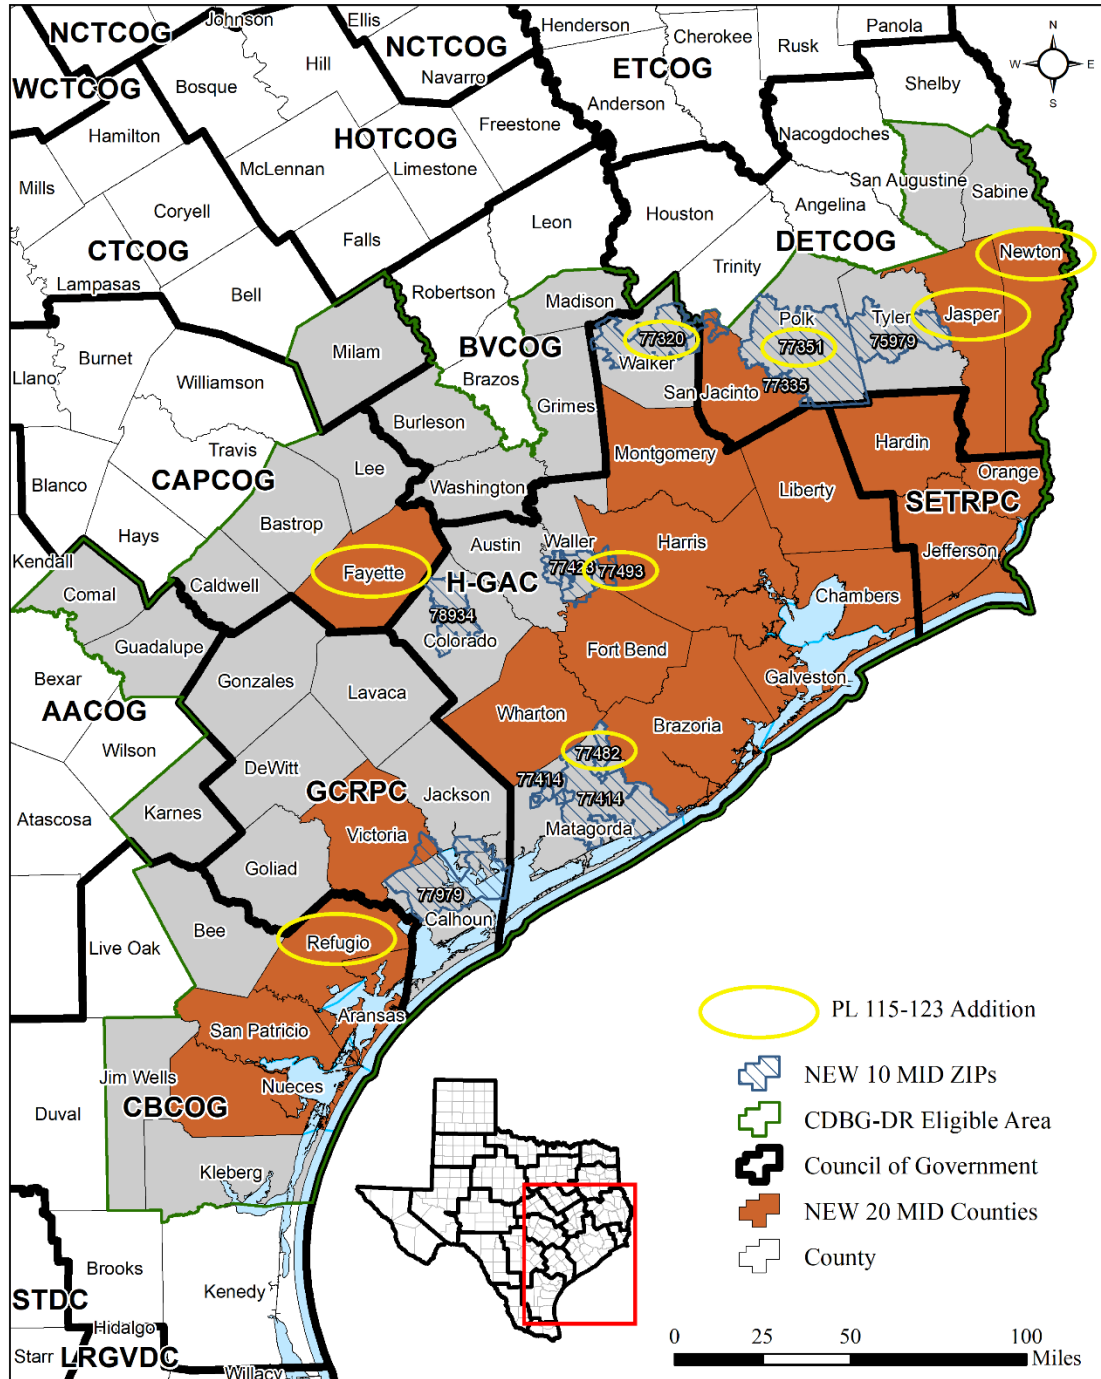 Johnson
Ellis
Henderson
Panola
NCTCOG
NCTCOG
Cherokee
Rusk
N
W
E
S
Hill
Navarro
ETCOG
WCTCOG
Bosque
Shelby
Anderson
Hamilton
HOTCOG
Freestone
Nacogdoches
McLennan
Limestone
San Augustine
Sabine
Mills
Coryell
Leon
Houston
Angelina
Falls
DETCOG
CTCOG
Newton
Trinity
Lampasas
Bell
Robertson
Madison
Polk
Tyler
Jasper
Burnet
Milam
77320
77351
75979
BVCOG
Walker
Llano
Williamson
Brazos
77335
San Jacinto
Grimes
Burleson
Travis
Montgomery
Hardin
Lee
CAPCOG
Blanco
Washington
Liberty
Orange
SETRPC
Bastrop
Hays
Austin
Waller
Harris
Jefferson
Kendall
Fayette
H-GAC
77423
77493
Caldwell
Comal
Chambers
78934
Colorado
Guadalupe
Fort Bend
Bexar
Gonzales
Lavaca
Galveston
AACOG
Wharton
Brazoria
Wilson
77482
DeWitt
77414
GCRPC
Jackson
77414
Karnes
Atascosa
Victoria
Matagorda
Goliad
77979
Calhoun
Bee
Live Oak
Refugio
PL 115-123 Addition
Aransas
San Patricio
NEW 10 MID ZIPs
Jim Wells
Nueces
CBCOG
Duval
CDBG-DR Eligible Area
Council of Government
Kleberg
NEW 20 MID Counties
County
Brooks
Kenedy
STDC
Hidalgo
Starr
LRGVDC
Willacy
0 25 50 100
Miles